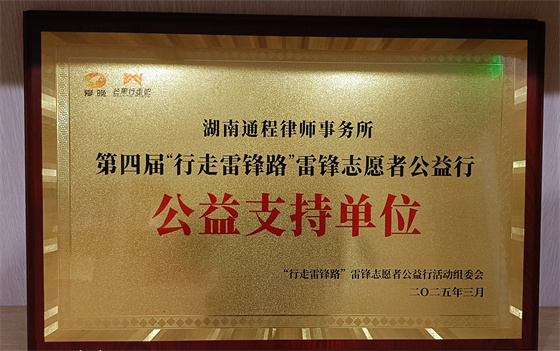 爱晚
湖南通程律师事务所
第四届“行走雷锋路”雷锋志愿者公益行
公益支持单位
“行走雷锋路”雷锋志愿者公益行活动组委会
二〇二五年三月